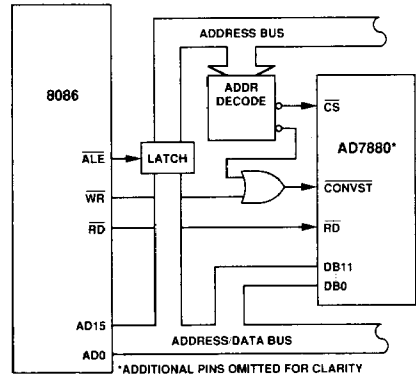 ADDRESS BUS
8086
ADDR
DECODE
CS
AD7880*
ALE
LATCH
CONVST
WR
RD
RD
DB11
DB0
AD15
ADDRESS/DATA BUS
AD0
*ADDITIONAL PINS OMITTED FOR CLARITY